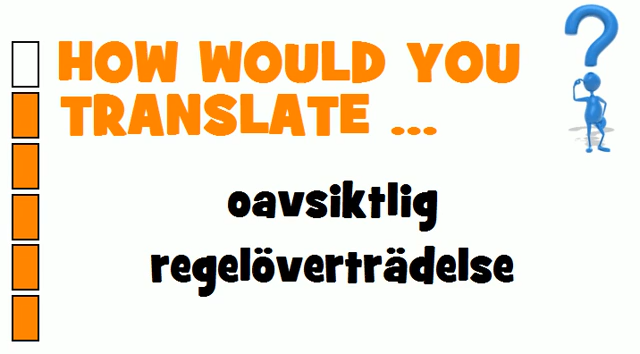 HOW WOULD YOU
TRANSLATE ...
oavsiktlig
regelöverträdelse